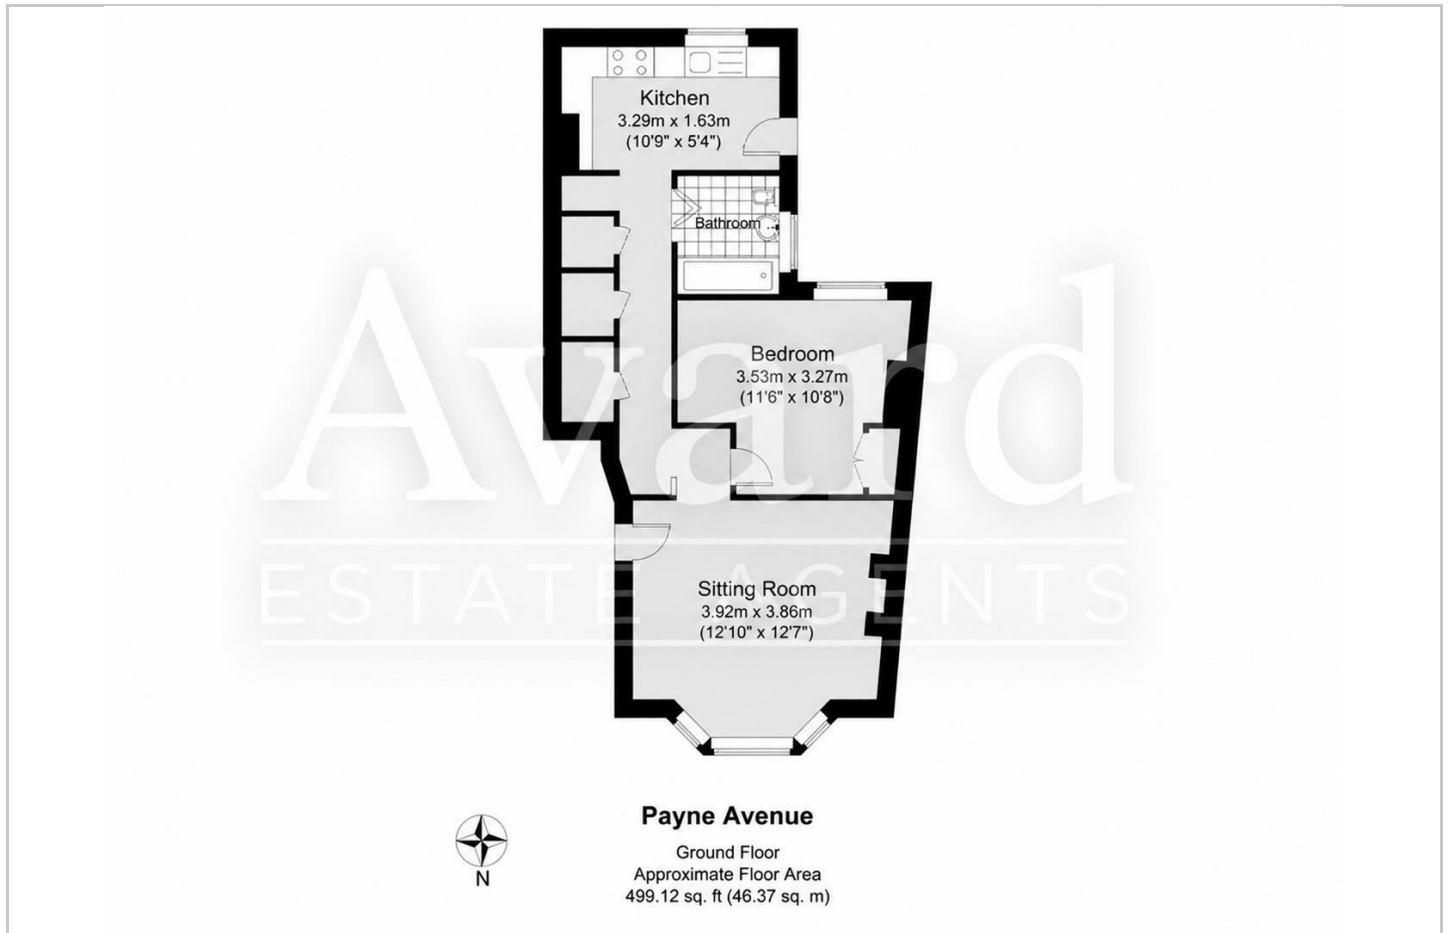 Kitchen
3.29m x 1.63m
(10'9" x 5'4")
Bathroom
Bedroom
3.53m x 3.27m
(11'6" x 10'8")
Avard
ESTATE AGENTS
Sitting Room
3.92m x 3.86m
(12'10" x 12'7")
Payne Avenue
Ground Floor
Approximate Floor Area
499.12 sq. ft (46.37 sq. m)
N